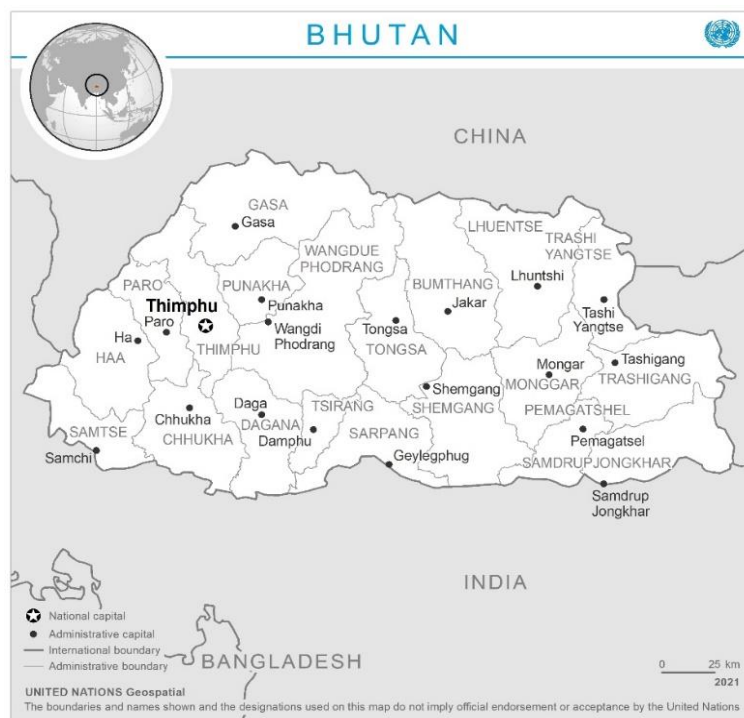 BHUTAN
CHINA
GASA
Gasa
LHUENTSE
TRASHI
YANGTSE
WANGDUE
PHODRANG
PARO
PUNAKHA
BUMTHANG
Lhuntshi
Thimphu
Punakha
Jakar
Tashi
Yangtse
Paro
Wangdi
Phodrang
Tongsa
Ha
HAA
THIMPHU
TONGSA
Mongar
Tashigang
MONGGAR
TRASHIGANG
Shemgang
SHEMGANG
Daga
TSIRANG
PEMAGATSHEL
Chhukha
CHHUKHA
DAGANA
Damphu
SARPANG
Pemagatsel
SAMTSE
Samchi
Geylegphug
SAMDRUPJONGKHAR
Samdrup
Jongkhar
INDIA
National capital
Administrative capital
International boundary
Administrative boundary
BANGLADESH
0 25 km
2021
UNITED NATIONS Geospatial
The boundaries and names shown and the designations used on this map do not imply official endorsement or acceptance by the United Nations